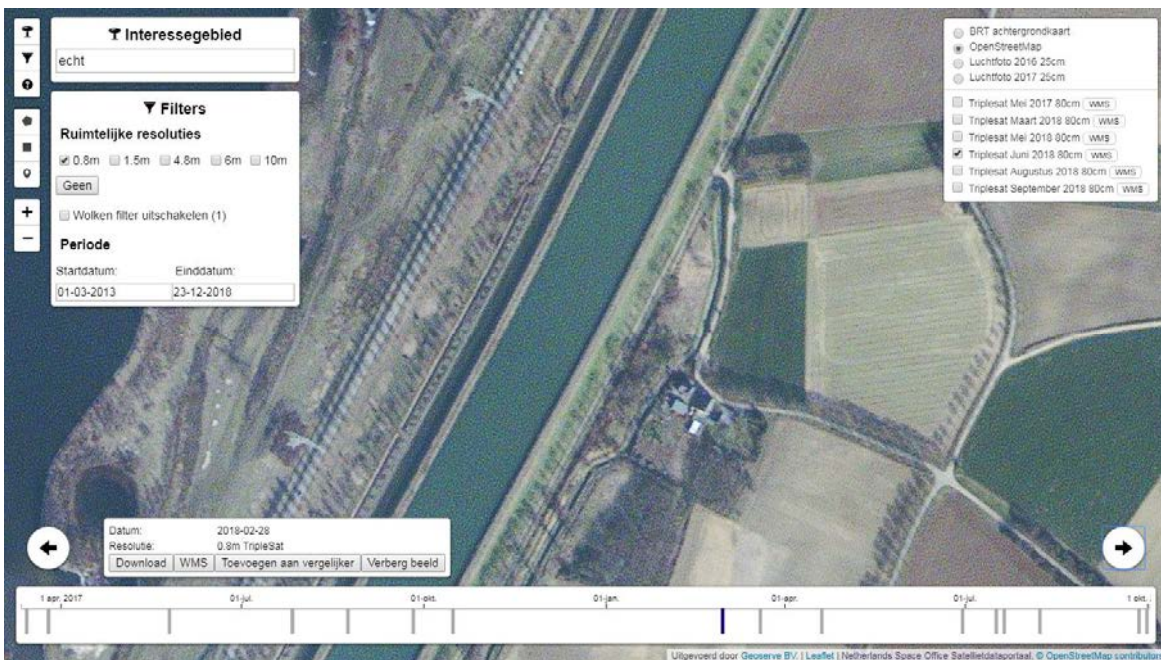 Interessegebied
echt
Filters
Ruimtelijke resoluties
0.8m 1.5m 4.8m 6m 10m
Geen
Wolken filter uitschakelen (1)
Periode
Startdatum: Einddatum:
01-03-2013 23-12-2018
BRT achtergrondkaart
OpenStreetMap
Luchtfoto 2016 25cm
Luchtfoto 2017 25cm
Triplesat Mei 2017 80cm WMS
Triplesat Maart 2018 80cm WMS
Triplesat Mei 2018 80cm WMS
Triplesat Juni 2018 80cm WMS
Triplesat Augustus 2018 80cm WMS
Triplesat September 2018 80cm WMS
Datum: 2018-02-28
Resolutie: 0.8m TripleSat
Download WMS Toevoegen aan vergelijker Verberg beeld
1 apr. 2017 01-jul. 01-okt. 01-jan. 01-apr. 01-jul. 1 okt.
Uitgevoerd door Geoserve BV. | Leaflet | Netherlands Space Office Satellietdataportaal. © OpenStreetMap contributors